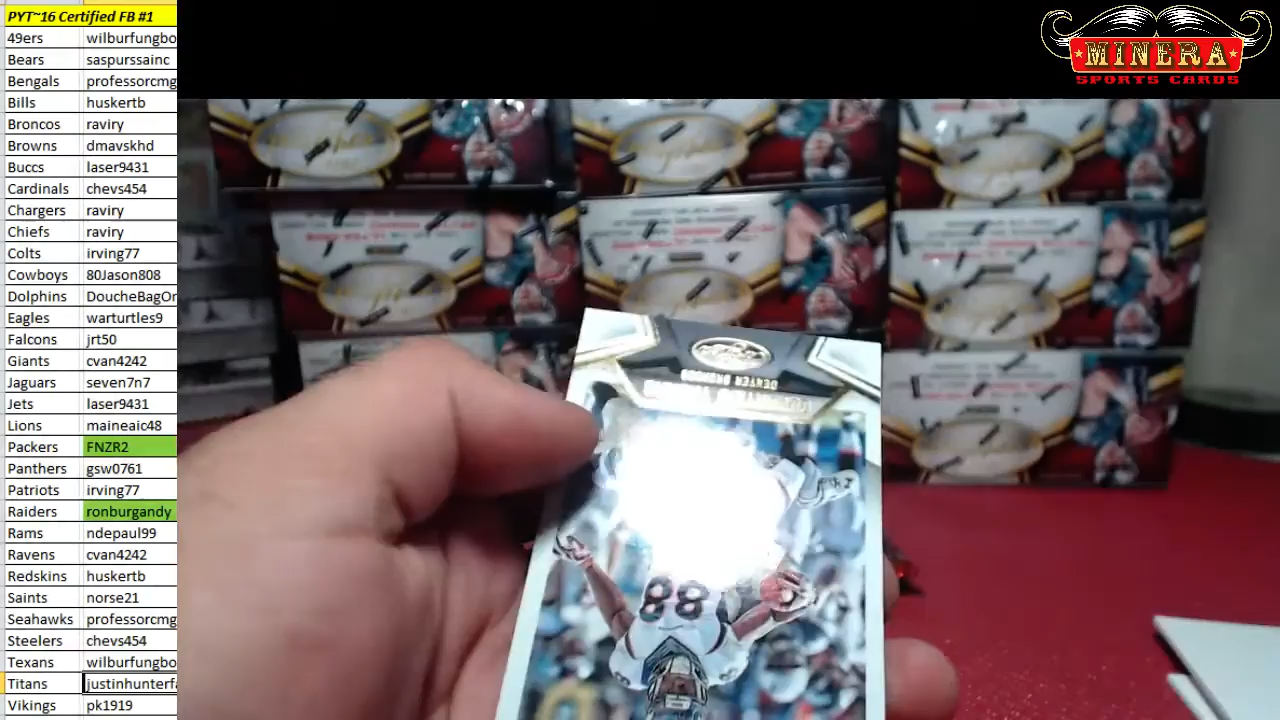 PYT~16 Certified FB #1
49ers wilburfungbo
Bears saspurssainc
Bengals professorcmg
Bills huskertb
Broncos raviry
Browns dmavskhd
Buccs laser9431
Cardinals chevs454
Chargers raviry
Chiefs raviry
Colts irving77
Cowboys 80Jason808
Dolphins DoucheBagOn
Eagles warturtles9
Falcons jrt50
Giants cvan4242
Jaguars seven7n7
Jets laser9431
Lions maineaic48
Packers FNZR2
Panthers gsw0761
Patriots irving77
Raiders ronburgandy
Rams ndepaul99
Ravens cvan4242
Redskins huskertb
Saints norse21
Seahawks professorcmg
Steelers chevs454
Texans wilburfungbo
Titans justinhunterfa
Vikings pk1919
MINERA
SPORTS CARDS
DENVER BRONCOS
88